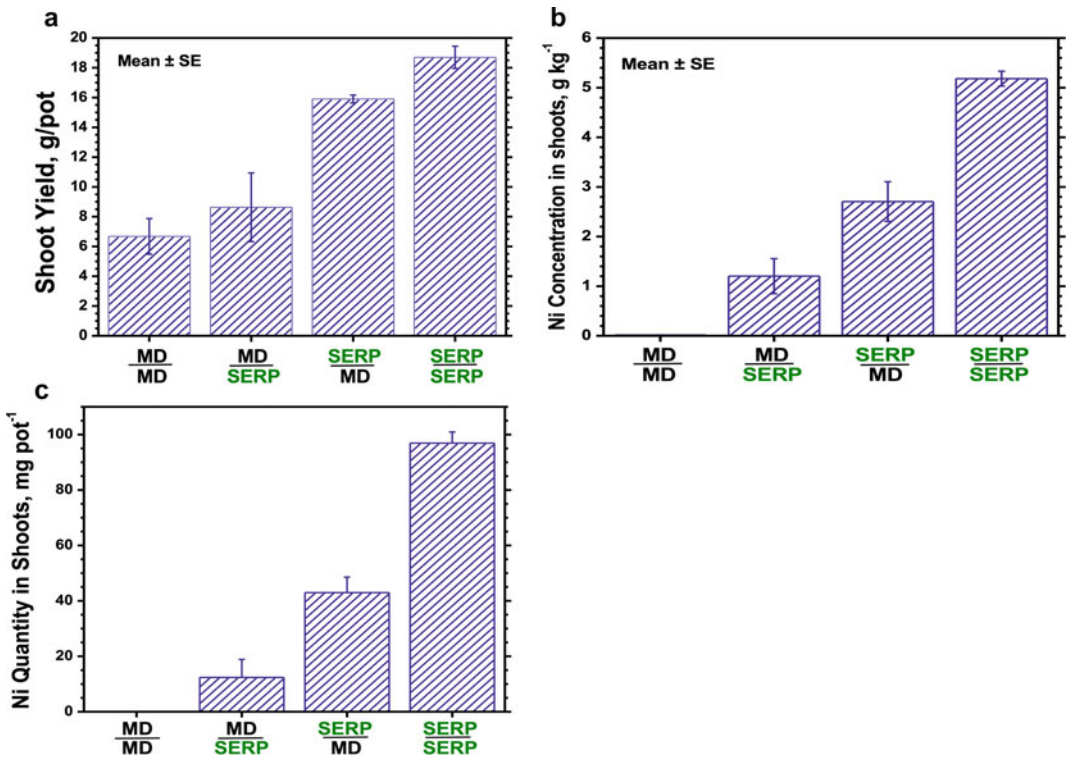 a
Shoot Yield, g/pot
Mean ± SE
20
18
16
14
12
10
8
6
4
2
0
MD MD SERP SERP
MD SERP MD SERP
b
Ni Concentration in shoots, g kg⁻¹
Mean ± SE
6
5
4
3
2
1
0
MD MD SERP SERP
MD SERP MD SERP
c
Ni Quantity in Shoots, mg pot⁻¹
100
80
60
40
20
0
MD MD SERP SERP
MD SERP MD SERP